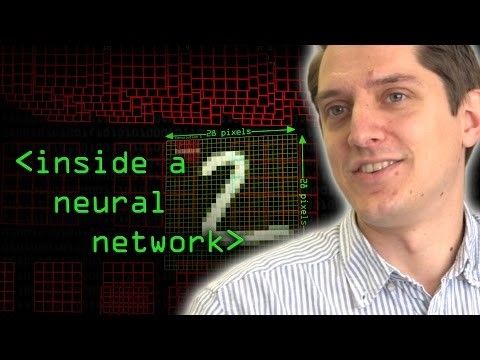 <inside a
neural
network>
28 pixels
28 pixels